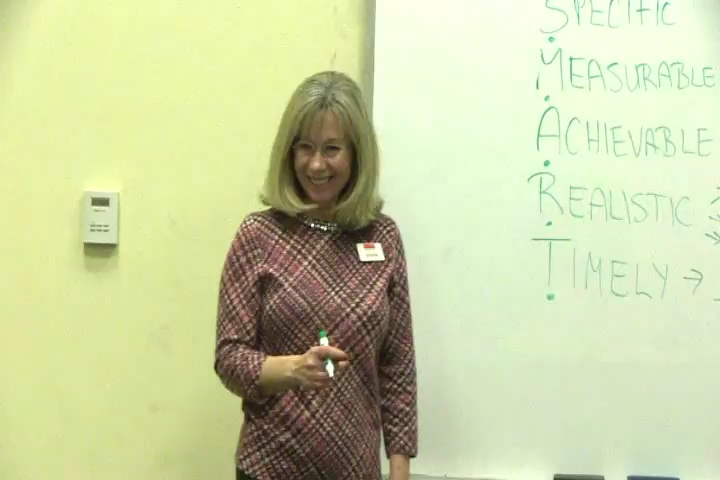 SPECIFIC
MEASURABLE
ACHIEVABLE
REALISTIC
TIMELY →